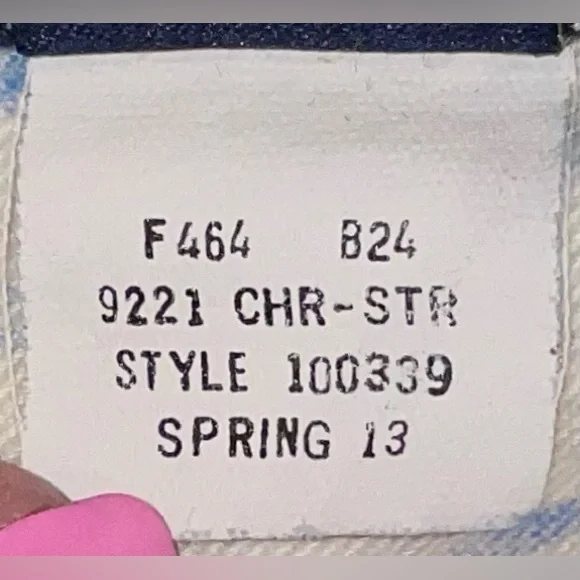 F464 B24
9221 CHR-STR
STYLE 100339
SPRING 13